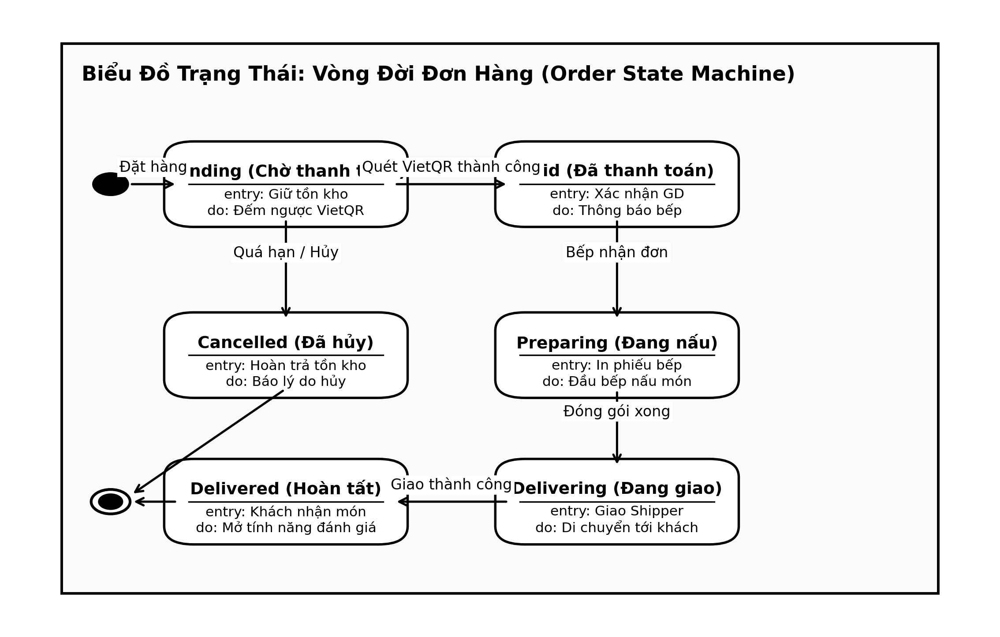 Biểu Đồ Trạng Thái: Vòng Đời Đơn Hàng (Order State Machine)
Đặt hàng
nding (Chờ thanh
entry: Giữ tồn kho
do: Đếm ngược VietQR
Quét VietQR thành công
id (Đã thanh toán)
entry: Xác nhận GD
do: Thông báo bếp
Quá hạn / Hủy
Bếp nhận đơn
Cancelled (Đã hủy)
entry: Hoàn trả tồn kho
do: Báo lý do hủy
Preparing (Đang nấu)
entry: In phiếu bếp
do: Đầu bếp nấu món
Đóng gói xong
Delivered (Hoàn tất)
entry: Khách nhận món
do: Mở tính năng đánh giá
Giao thành công
Delivering (Đang giao)
entry: Giao Shipper
do: Di chuyển tới khách